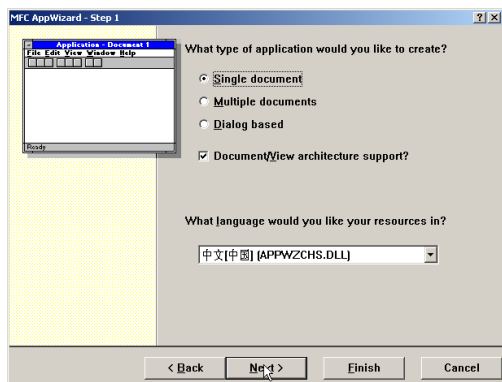 MFC AppWizard - Step 1
Application - Document 1
File Edit View Window Help
Ready
What type of application would you like to create?
Single document
Multiple documents
Dialog based
Document/View architecture support?
What language would you like your resources in?
中文[中国] (APPWZCHS.DLL)
< Back Next > Finish Cancel